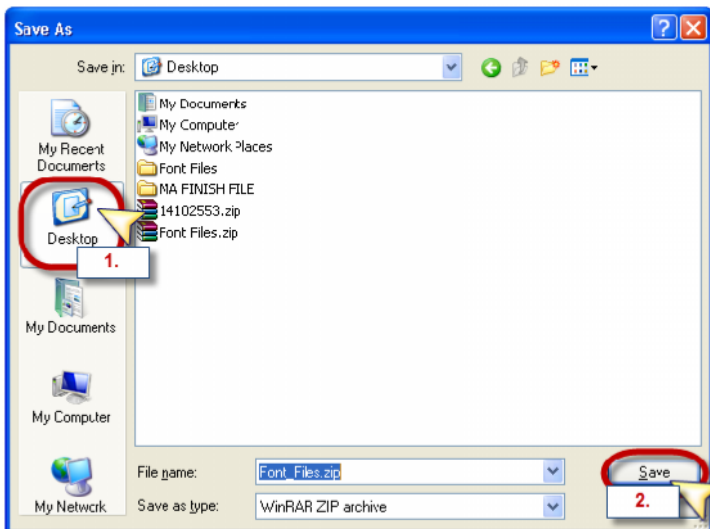 Save As
Save in:
Desktop
My Recent
Documents
Desktop
1.
My Documents
My Computer
My Network
My Documents
My Computer
My Network Places
Font Files
MA FINISH FILE
14102553.zip
Font Files.zip
File name:
Font_Files.zip
Save
Save as type:
WinRAR ZIP archive
2.